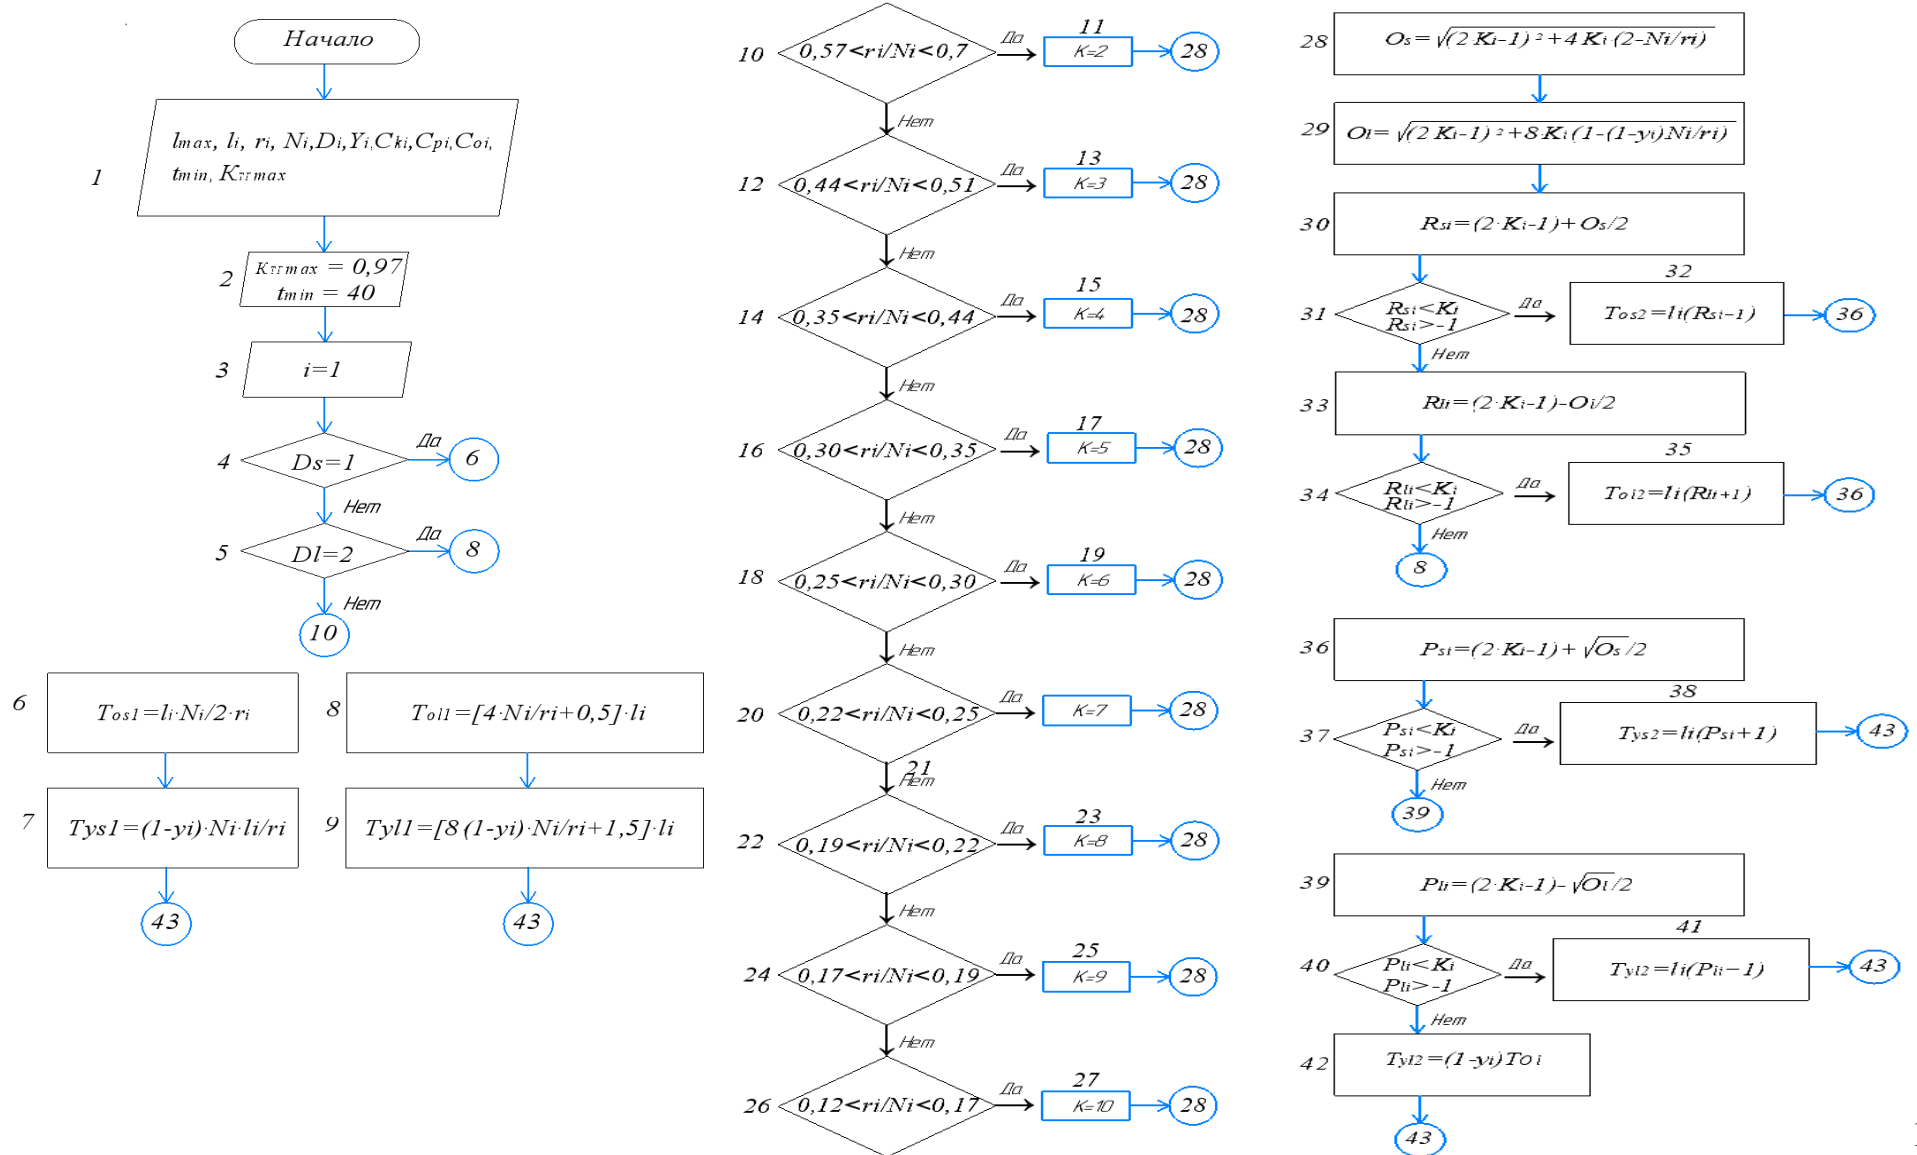 Начало
1
lmax, li, ri, Ni,Di,Yi,Cki,Cpi,Coi,
tmin, Kтгmax
2
Kтгmax = 0,97
tmin = 40
3
i=1
4
Ds=1
Да
6
Нет
5
Dl=2
Да
8
Нет
10
6
Tos1=li·Ni/2·ri
7
Tys1=(1-yi)·Ni·li/ri
43
8
Tol1=[4·Ni/ri+0,5]·li
9
Tyl1=[8(1-yi)·Ni/ri+1,5]·li
43
10
0,57<ri/Ni<0,7
Да
11
K=2
28
Нет
12
0,44<ri/Ni<0,51
Да
13
K=3
28
Нет
14
0,35<ri/Ni<0,44
Да
15
K=4
28
Нет
16
0,30<ri/Ni<0,35
Да
17
K=5
28
Нет
18
0,25<ri/Ni<0,30
Да
19
K=6
28
Нет
20
0,22<ri/Ni<0,25
Да
K=7
28
21
Нет
22
0,19<ri/Ni<0,22
Да
23
K=8
28
Нет
24
0,17<ri/Ni<0,19
Да
25
K=9
28
Нет
26
0,12<ri/Ni<0,17
Да
27
K=10
28
28
Os=√(2Ki-1)²+4Ki(2-Ni/ri)
29
Ol=√(2Ki-1)²+8Ki(1-(1-yi)Ni/ri)
30
Rsi=(2·Ki-1)+Os/2
31
Rsi<Ki
Rsi>-1
Да
32
Tos2=li(Rsi-1)
36
Нет
33
Rli=(2·Ki-1)-Ol/2
34
Rli<Ki
Rli>-1
Да
35
Tol2=li(Rli+1)
36
Нет
8
36
Psi=(2·Ki-1)+√Os/2
37
Psi<Ki
Psi>-1
Да
38
Tys2=li(Psi+1)
43
Нет
39
39
Pli=(2·Ki-1)-√Ol/2
40
Pli<Ki
Pli>-1
Да
41
Tyl2=li(Pli-1)
43
Нет
42
Tyl2=(1-yi)Toi
43